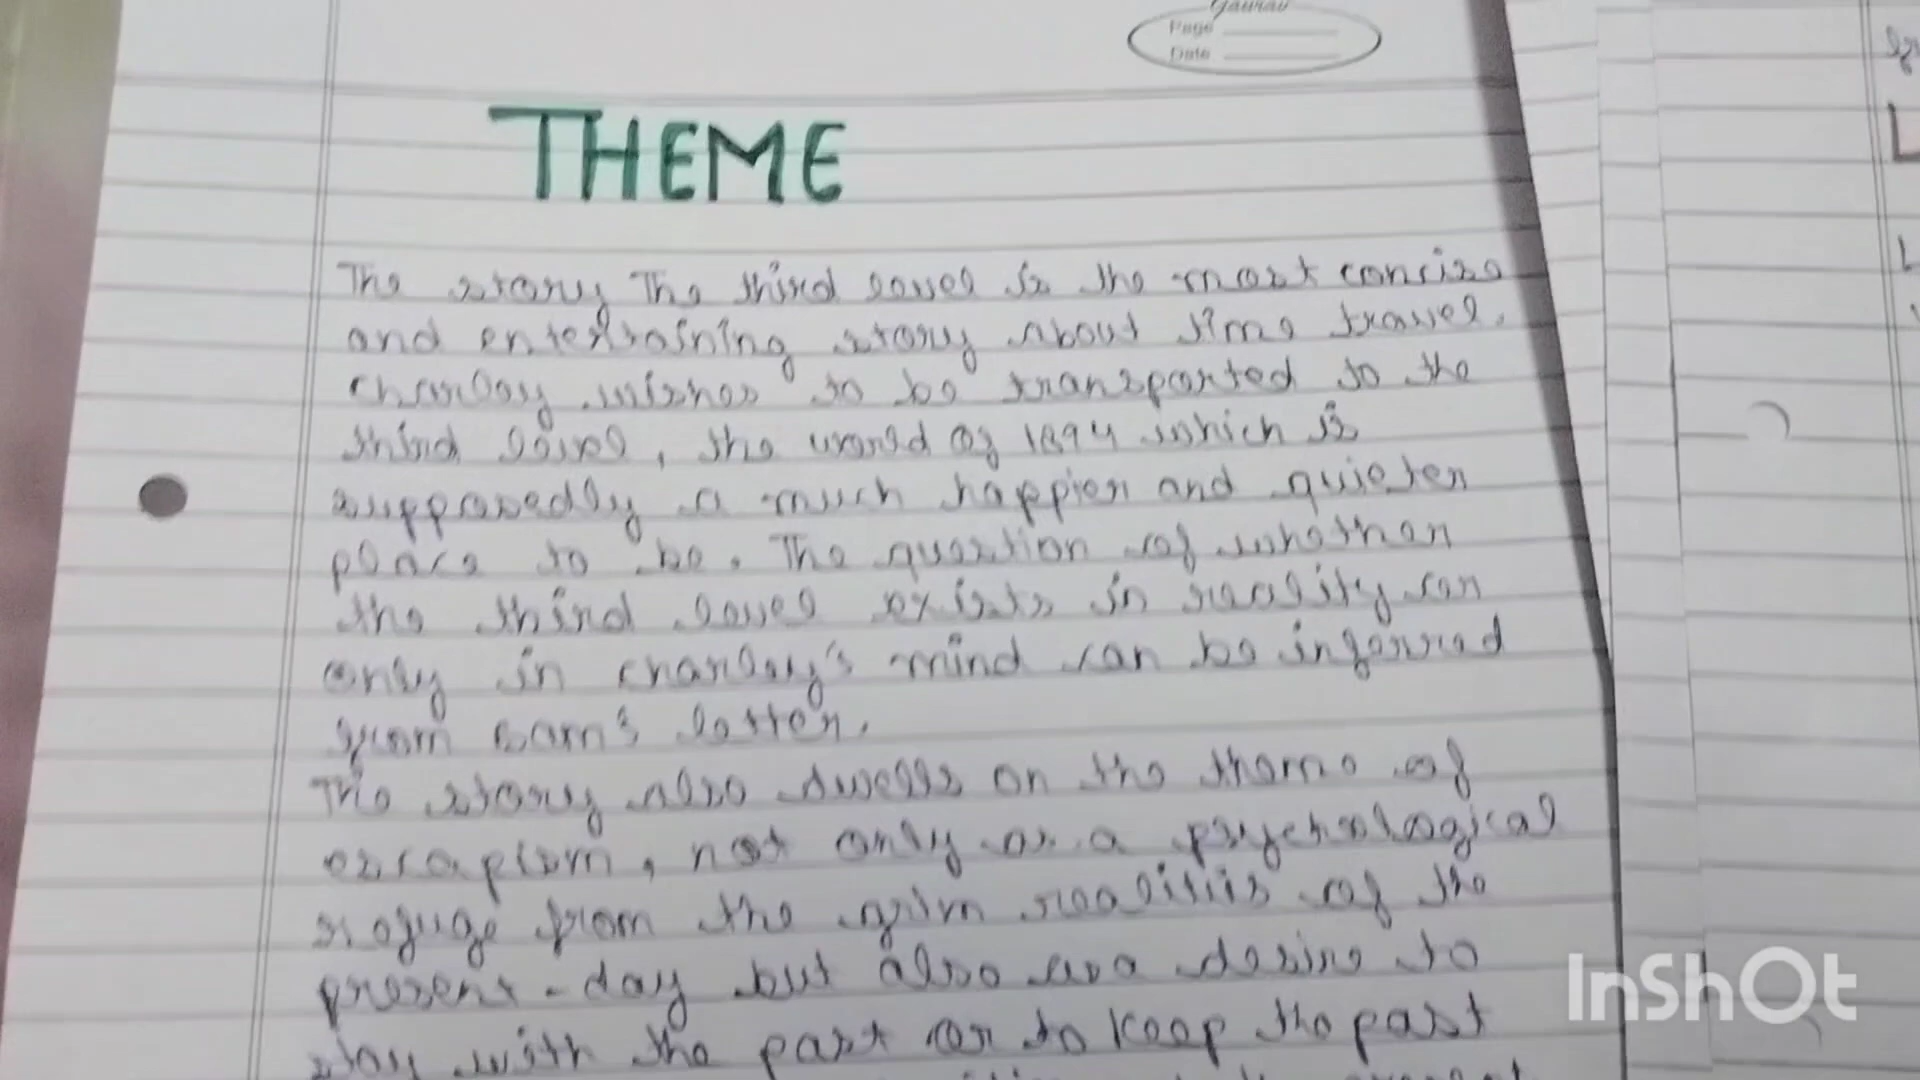 Gaurav
Page
Date
THEME
The story The third level is the most concise
and entertaining story about time travel.
Charley wishes to be transported to the
third level, the world of 1894 which is
supposedly a much happier and quieter
place to be. The question of whether
the third level exists in reality can
only in charley's mind can be inferred
from sam's letter.
The story also dwells on the theme of
escapism, not only as a psychological
refuge from the grim realitiis of the
present-day but also as a desire to
stay with the past or to keep the past
InShOt